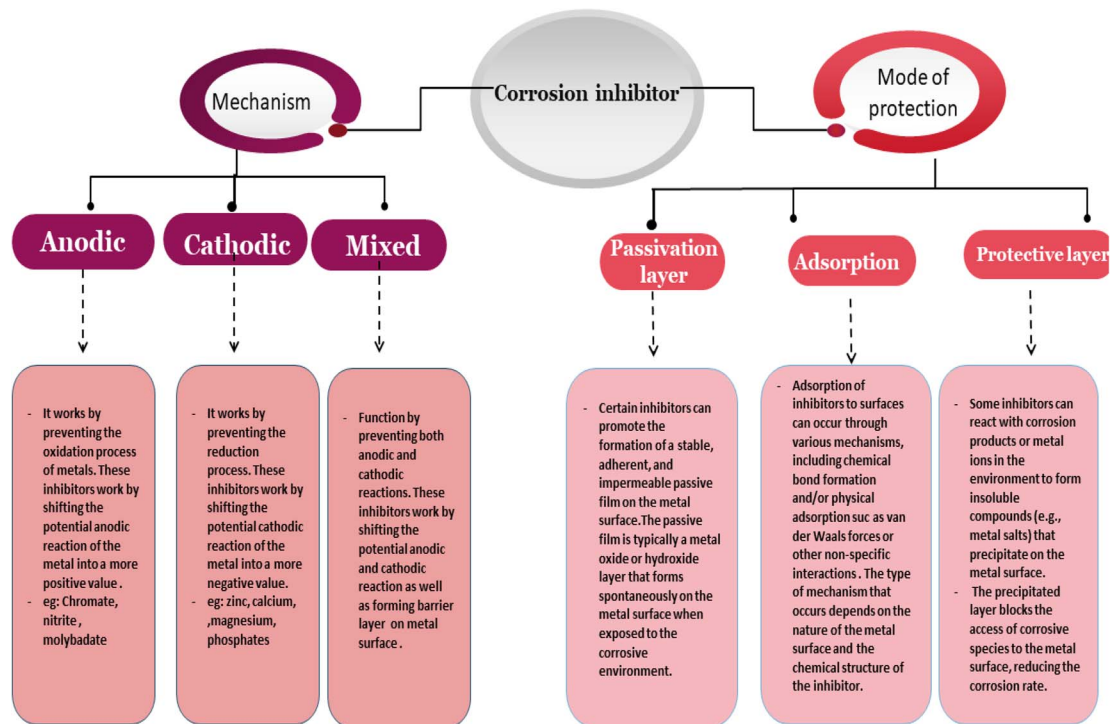 Corrosion inhibitor
Mechanism
Mode of
protection
Anodic
Cathodic
Mixed
Passivation
layer
Adsorption
Protective layer
- It works by
preventing the
oxidation process
of metals. These
inhibitors work by
shifting the
potential anodic
reaction of the
metal into a more
positive value .
- eg: Chromate,
nitrite ,
molybadate
- It works by
preventing the
reduction
process. These
inhibitors work by
shifting the
potential cathodic
reaction of the
metal into a more
negative value.
- eg: zinc, calcium,
,magnesium,
phosphates
- Function by
preventing both
anodic and
cathodic
reactions. These
inhibitors work by
shifting the
potential anodic
and cathodic
reaction as well
as forming barrier
layer on metal
surface .
- Certain inhibitors can
promote the
formation of a stable,
adherent, and
impermeable passive
film on the metal
surface.The passive
film is typically a metal
oxide or hydroxide
layer that forms
spontaneously on the
metal surface when
exposed to the
corrosive
environment.
- Adsorption of
inhibitors to surfaces
can occur through
various mechanisms,
including chemical
bond formation
and/or physical
adsorption suc as van
der Waals forces or
other non-specific
interactions . The type
of mechanism that
occurs depends on the
nature of the metal
surface and the
chemical structure of
the inhibitor.
- Some inhibitors can
react with corrosion
products or metal
ions in the
environment to form
insoluble
compounds (e.g.,
metal salts) that
precipitate on the
metal surface.
- The precipitated
layer blocks the
access of corrosive
species to the metal
surface, reducing the
corrosion rate.